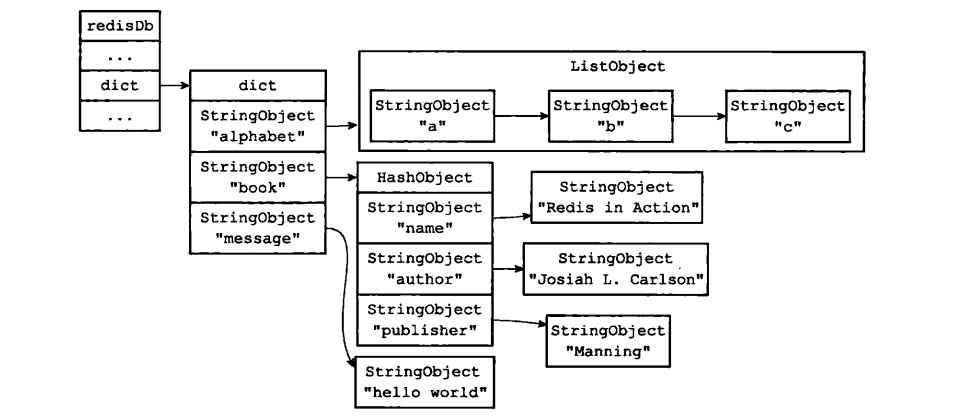 redisDb
...
dict
...
dict
StringObject
"alphabet"
StringObject
"book"
StringObject
"message"
ListObject
StringObject
"a"
StringObject
"b"
StringObject
"c"
HashObject
StringObject
"name"
StringObject
"author"
StringObject
"publisher"
StringObject
"Redis in Action"
StringObject
"Josiah L. Carlson"
StringObject
"Manning"
StringObject
"hello world"